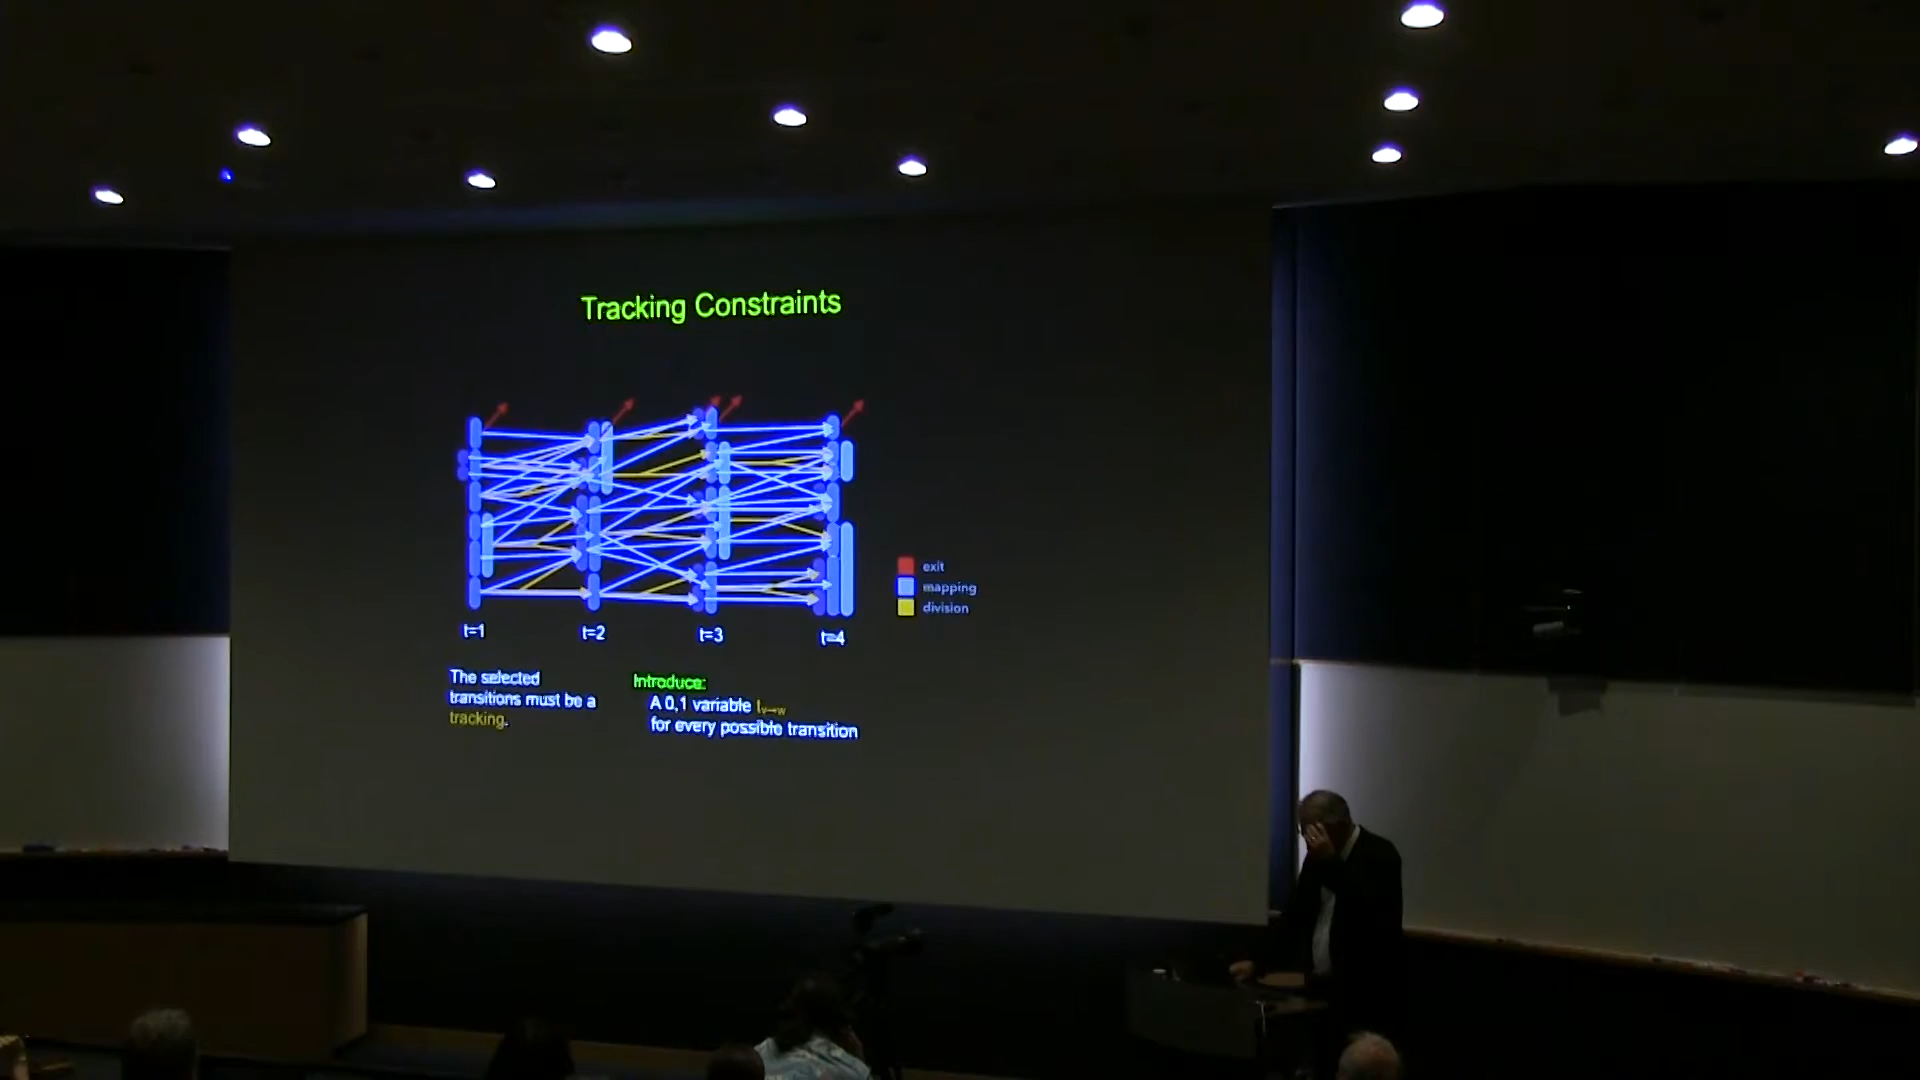 Tracking Constraints
exit
mapping
division
t=1
t=2
t=3
t=4
The selected
transitions must be a
tracking.
Introduce:
A 0,1 variable I v→w
for every possible transition